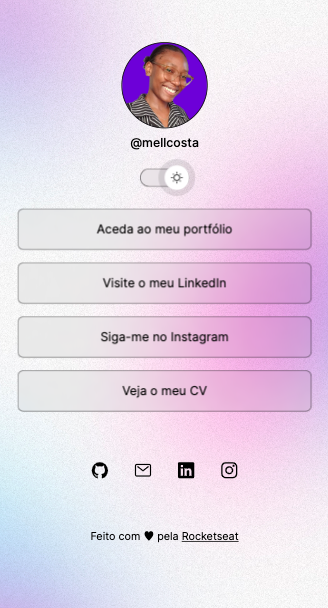 @mellcosta
Aceda ao meu portfólio
Visite o meu LinkedIn
Siga-me no Instagram
Veja o meu CV
Feito com ♥ pela Rocketseat